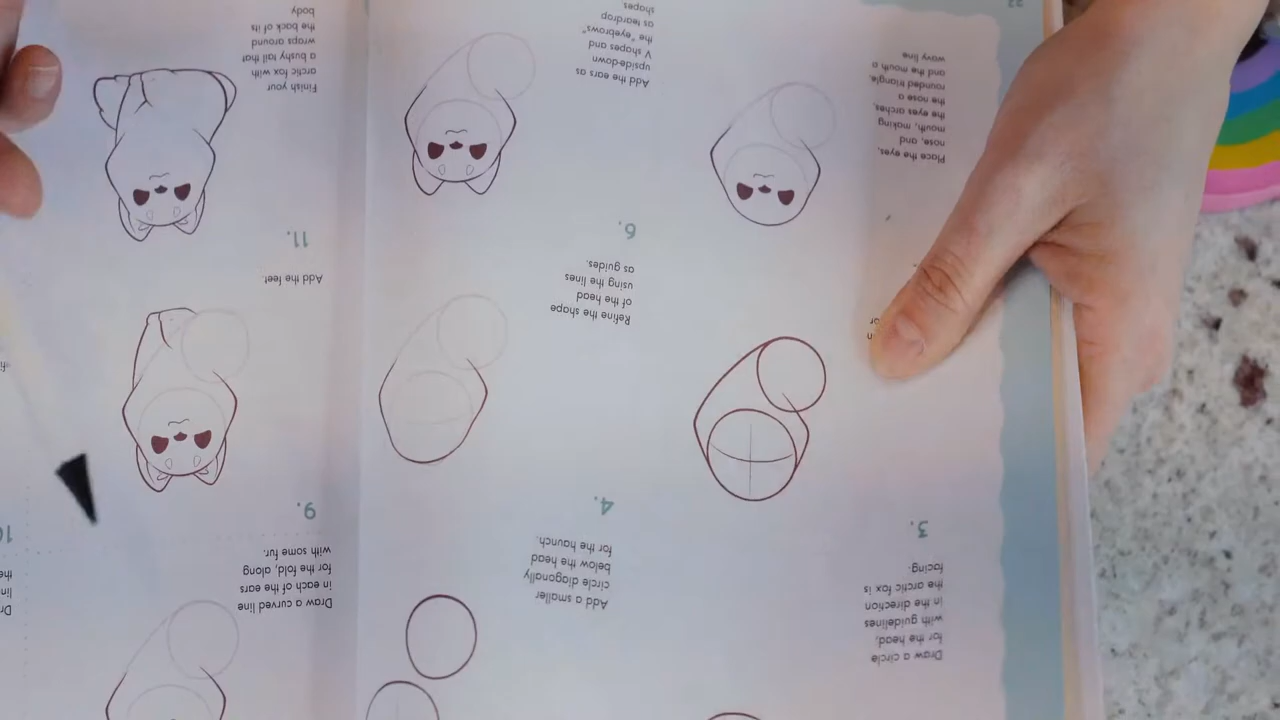 Draw a circle
for the head,
with guidelines
in the direction
the arctic fox is
facing.
3.
Place the eyes,
nose, and
mouth, making
the eyes arches,
the nose a
rounded triangle,
and the mouth a
wavy line
Add a smaller
circle diagonally
below the head
for the haunch.
4.
Refine the shape
of the head
using the lines
as guides.
6.
Add the ears as
upside-down
V shapes and
the "eyebrows"
as teardrop
shapes
Draw a curved line
in each of the ears
for the fold, along
with some fur.
9.
Add the feet.
11.
Finish your
arctic fox with
a bushy tail that
wraps around
the back of its
body